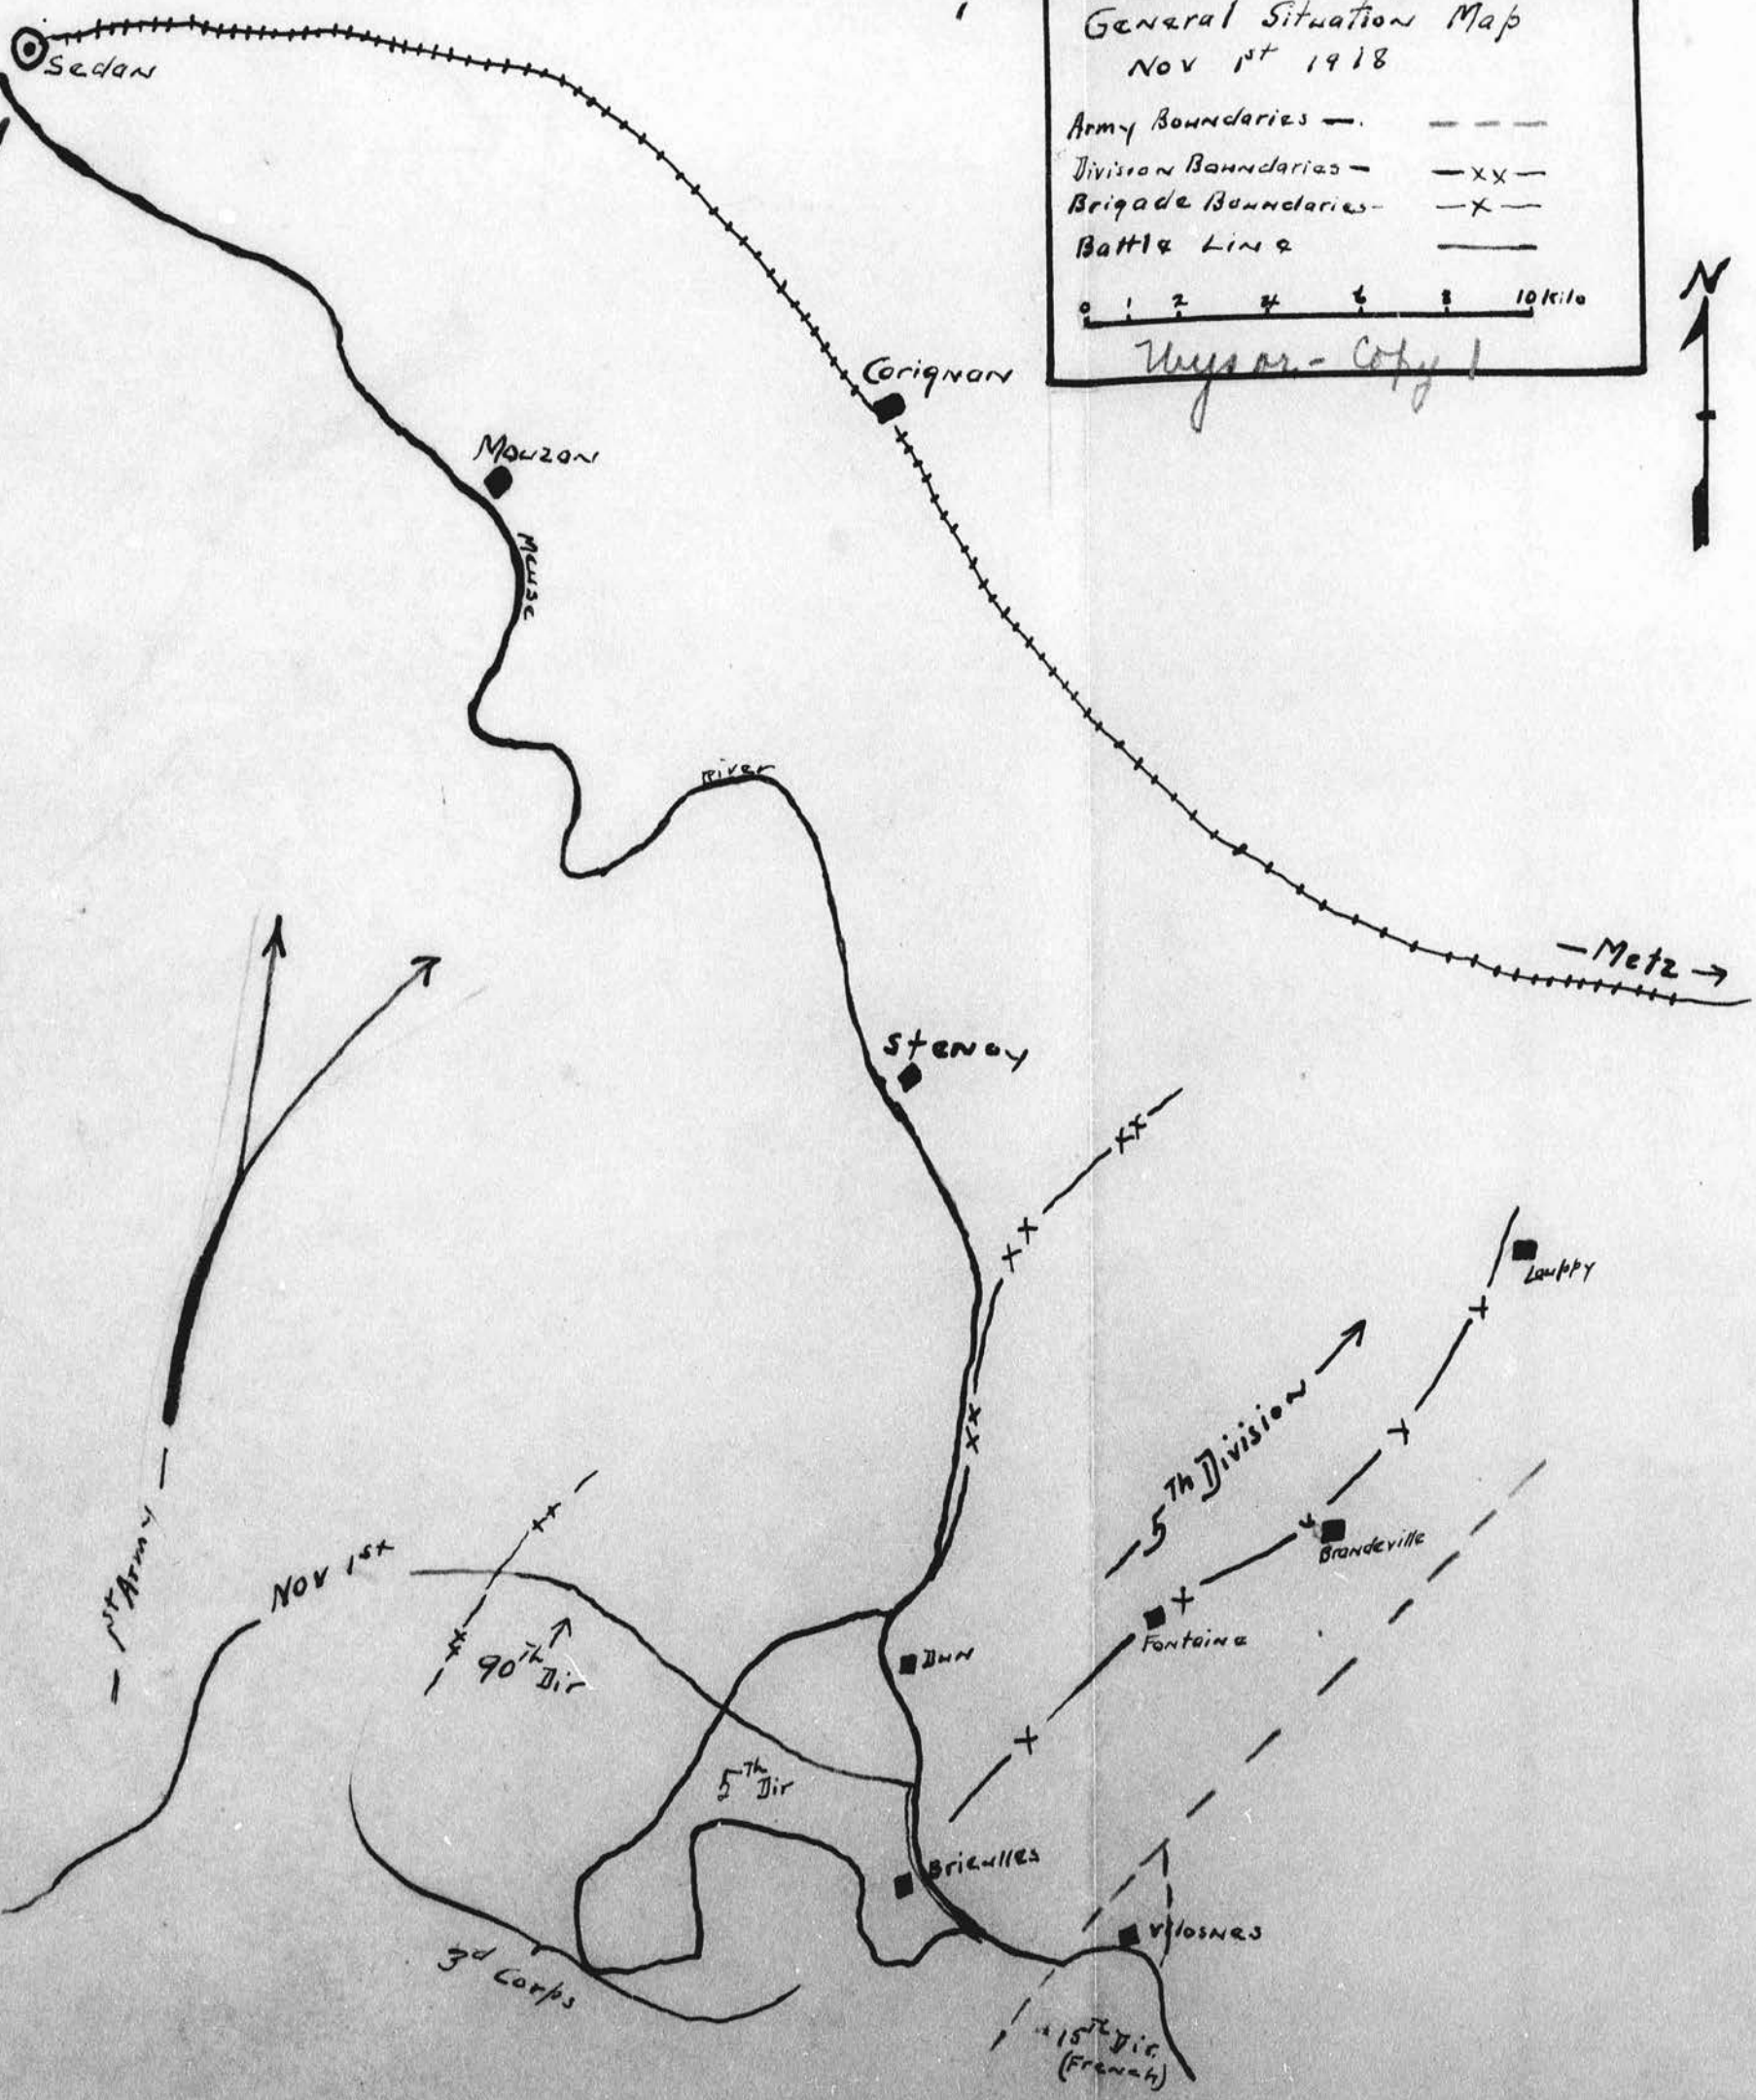 General Situation Map
Nov 1st 1918
Army Boundaries -. - - -
Division Boundaries - -xx-
Brigade Boundaries- -x-
Battle Line
0 1 2 4 6 8 10 Kilo
Copy 1
N
Sedan
Corignan
Mouzon
Meuse
River
- Metz →
Stenay
Louppy
5Th Division
1st Army
Nov 1st
90Th Div
Brandeville
Fontaine
Dun
5Th Div
Brieulles
Vilosnes
3d Corps
15th Div.
(French)